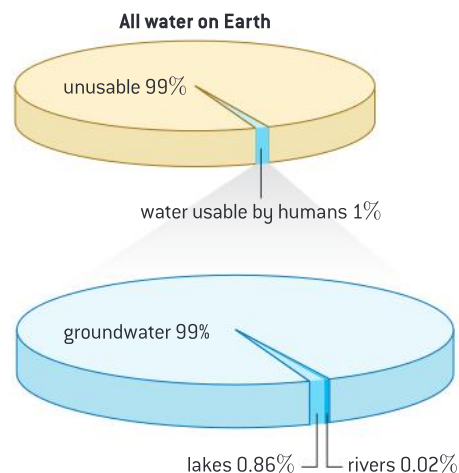 All water on Earth
unusable 99%
water usable by humans 1%
groundwater 99%
lakes 0.86%
rivers 0.02%